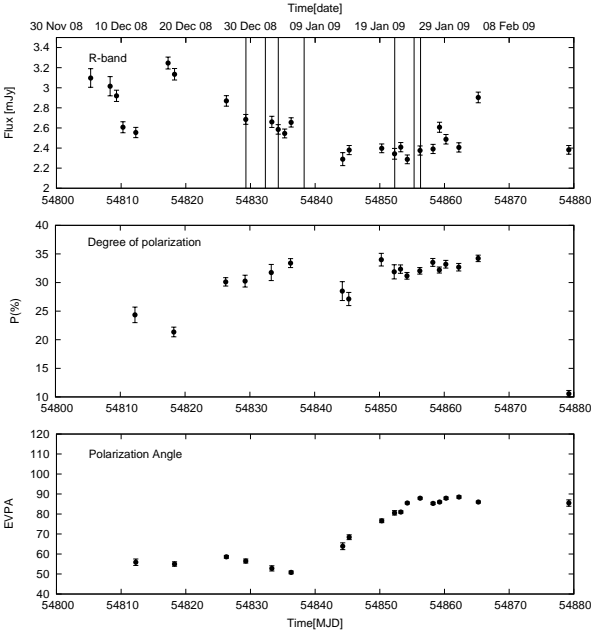 Time[date]
30 Nov 08 10 Dec 08 20 Dec 08 30 Dec 08 09 Jan 09 19 Jan 09 29 Jan 09 08 Feb 09
R-band
Flux [mJy]
3.4
3.2
3
2.8
2.6
2.4
2.2
2
54800 54810 54820 54830 54840 54850 54860 54870 54880
Degree of polarization
P(%)
40
35
30
25
20
15
10
54800 54810 54820 54830 54840 54850 54860 54870 54880
Polarization Angle
EVPA
120
110
100
90
80
70
60
50
40
54800 54810 54820 54830 54840 54850 54860 54870 54880
Time[MJD]